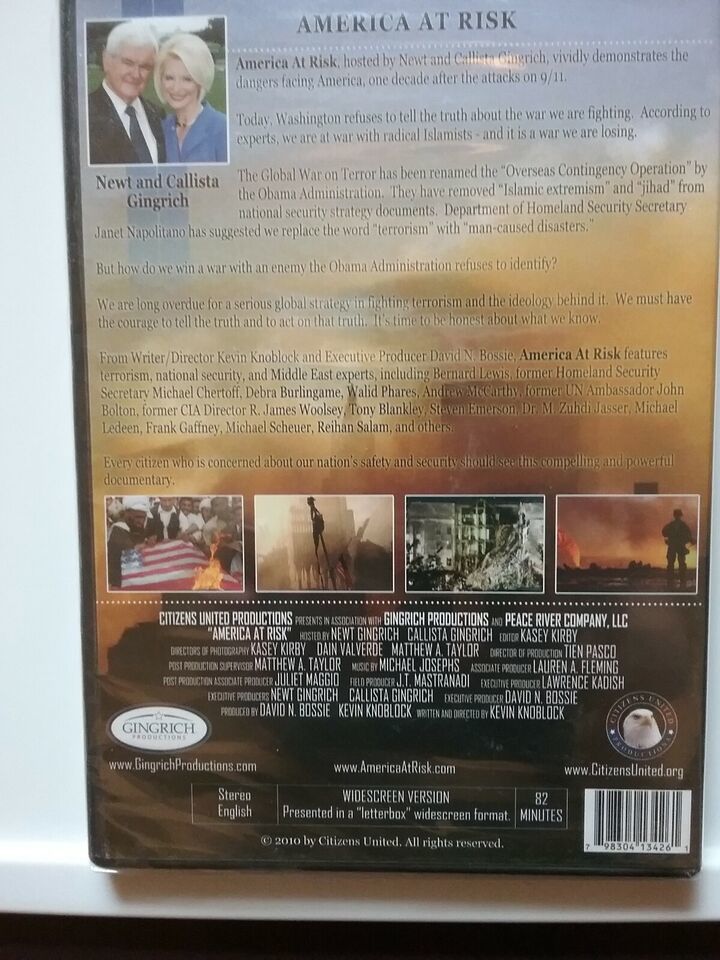 AMERICA AT RISK
America At Risk, hosted by Newt and Callista Gingrich, vividly demonstrates the
dangers facing America, one decade after the attacks on 9/11.
Today, Washington refuses to tell the truth about the war we are fighting. According to
experts, we are at war with radical Islamists - and it is a war we are losing.
Newt and Callista
Gingrich
The Global War on Terror has been renamed the "Overseas Contingency Operation" by
the Obama Administration. They have removed "Islamic extremism" and "jihad" from
national security strategy documents. Department of Homeland Security Secretary
Janet Napolitano has suggested we replace the word "terrorism" with "man-caused disasters."
But how do we win a war with an enemy the Obama Administration refuses to identify?
We are long overdue for a serious global strategy in fighting terrorism and the ideology behind it. We must have
the courage to tell the truth and to act on that truth. It's time to be honest about what we know.
From Writer/Director Kevin Knoblock and Executive Producer David N. Bossie, America At Risk features
terrorism, national security, and Middle East experts, including Bernard Lewis, former Homeland Security
Secretary Michael Chertoff, Debra Burlingame, Walid Phares, Andrew McCarthy, former UN Ambassador John
Bolton, former CIA Director R. James Woolsey, Tony Blankley, Steven Emerson, Dr. M. Zuhdi Jasser, Michael
Ledeen, Frank Gaffney, Michael Scheuer, Reihan Salam, and others.
Every citizen who is concerned about our nation's safety and security should see this compelling and powerful
documentary.
CITIZENS UNITED PRODUCTIONS PRESENTS IN ASSOCIATION WITH GINGRICH PRODUCTIONS AND PEACE RIVER COMPANY, LLC
"AMERICA AT RISK" HOSTED BY NEWT GINGRICH CALLISTA GINGRICH EDITOR KASEY KIRBY
DIRECTORS OF PHOTOGRAPHY KASEY KIRBY DAIN VALVERDE MATTHEW A. TAYLOR DIRECTOR OF PRODUCTION TIEN PASCO
POST PRODUCTION SUPERVISOR MATTHEW A. TAYLOR MUSIC BY MICHAEL JOSEPHS ASSOCIATE PRODUCER LAUREN A. FLEMING
POST PRODUCTION ASSOCIATE PRODUCER JULIET MAGGIO FIELD PRODUCER J.T. MASTRANADI EXECUTIVE PRODUCER LAWRENCE KADISH
EXECUTIVE PRODUCERS NEWT GINGRICH CALLISTA GINGRICH EXECUTIVE PRODUCER DAVID N. BOSSIE
PRODUCED BY DAVID N. BOSSIE KEVIN KNOBLOCK WRITTEN AND DIRECTED BY KEVIN KNOBLOCK
GINGRICH
PRODUCTIONS
CITIZENS UNITED
PRODUCTIONS
www.GingrichProductions.com www.AmericaAtRisk.com www.CitizensUnited.org
Stereo
English
WIDESCREEN VERSION
Presented in a "letterbox" widescreen format.
82
MINUTES
© 2010 by Citizens United. All rights reserved.
7 98304 13426 1